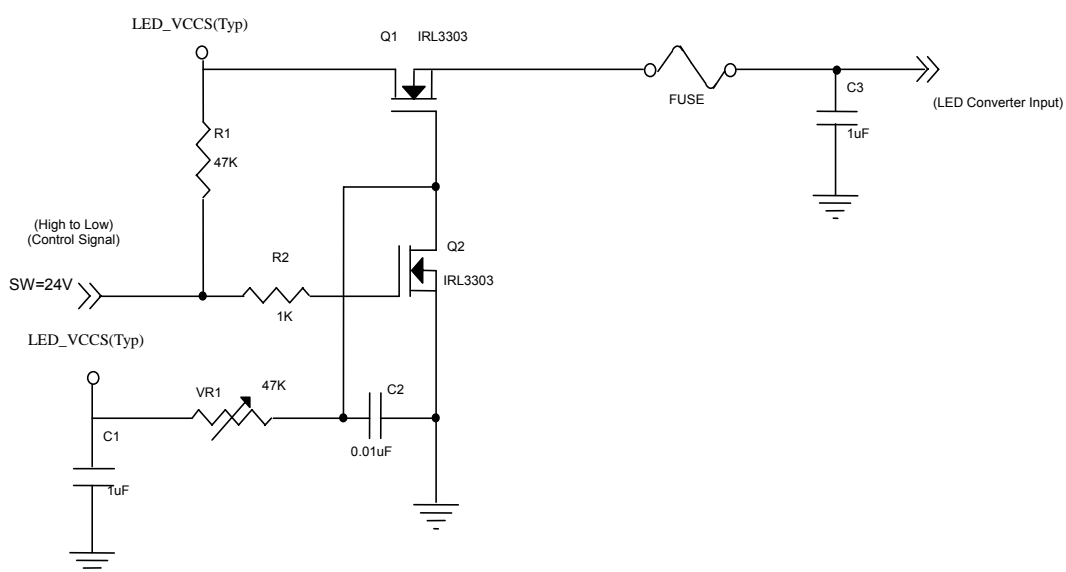 LED_VCCS(Typ)
Q1 IRL3303
FUSE
C3
1uF
(LED Converter Input)
R1
47K
(High to Low)
(Control Signal)
SW=24V
R2
1K
Q2
IRL3303
LED_VCCS(Typ)
VR1
47K
C2
0.01uF
C1
1uF